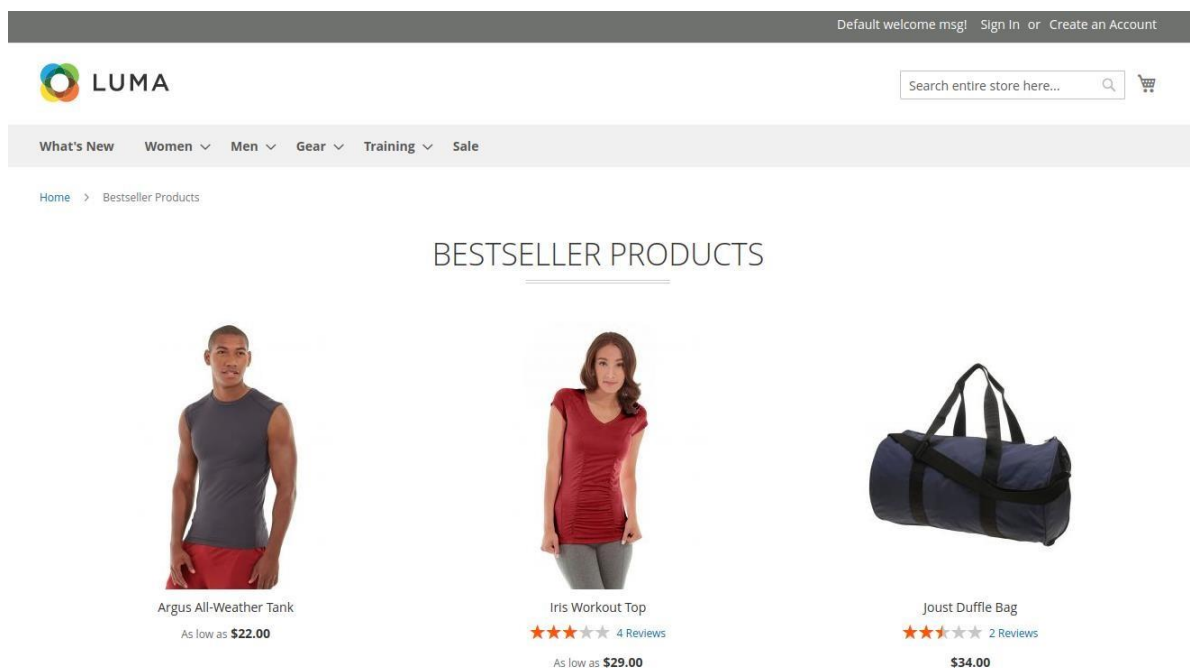 Default welcome msg! Sign In or Create an Account
LUMA
Search entire store here...
What's New Women Men Gear Training Sale
Home > Bestseller Products
BESTSELLER PRODUCTS
Argus All-Weather Tank Iris Workout Top Joust Duffle Bag
As low as $22.00 4 Reviews 2 Reviews
As low as $29.00 $34.00